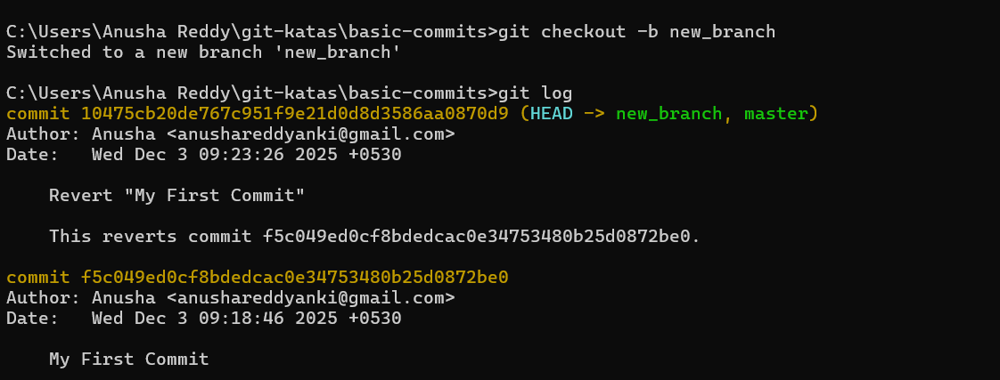 C:\Users\Anusha Reddy\git-katas\basic-commits>git checkout -b new_branch
Switched to a new branch 'new_branch'
C:\Users\Anusha Reddy\git-katas\basic-commits>git log
commit 10475cb20de767c951f9e21d0d8d3586aa0870d9 (HEAD -> new_branch, master)
Author: Anusha <anushareddyanki@gmail.com>
Date:   Wed Dec 3 09:23:26 2025 +0530
    Revert "My First Commit"
    This reverts commit f5c049ed0cf8bdedcac0e34753480b25d0872be0.
commit f5c049ed0cf8bdedcac0e34753480b25d0872be0
Author: Anusha <anushareddyanki@gmail.com>
Date:   Wed Dec 3 09:18:46 2025 +0530
    My First Commit